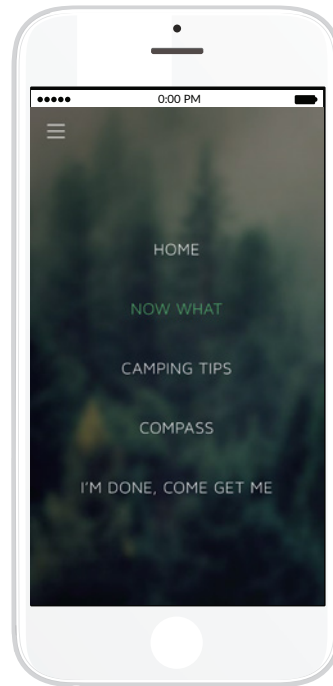 0:00 PM
HOME
NOW WHAT
CAMPING TIPS
COMPASS
I'M DONE, COME GET ME